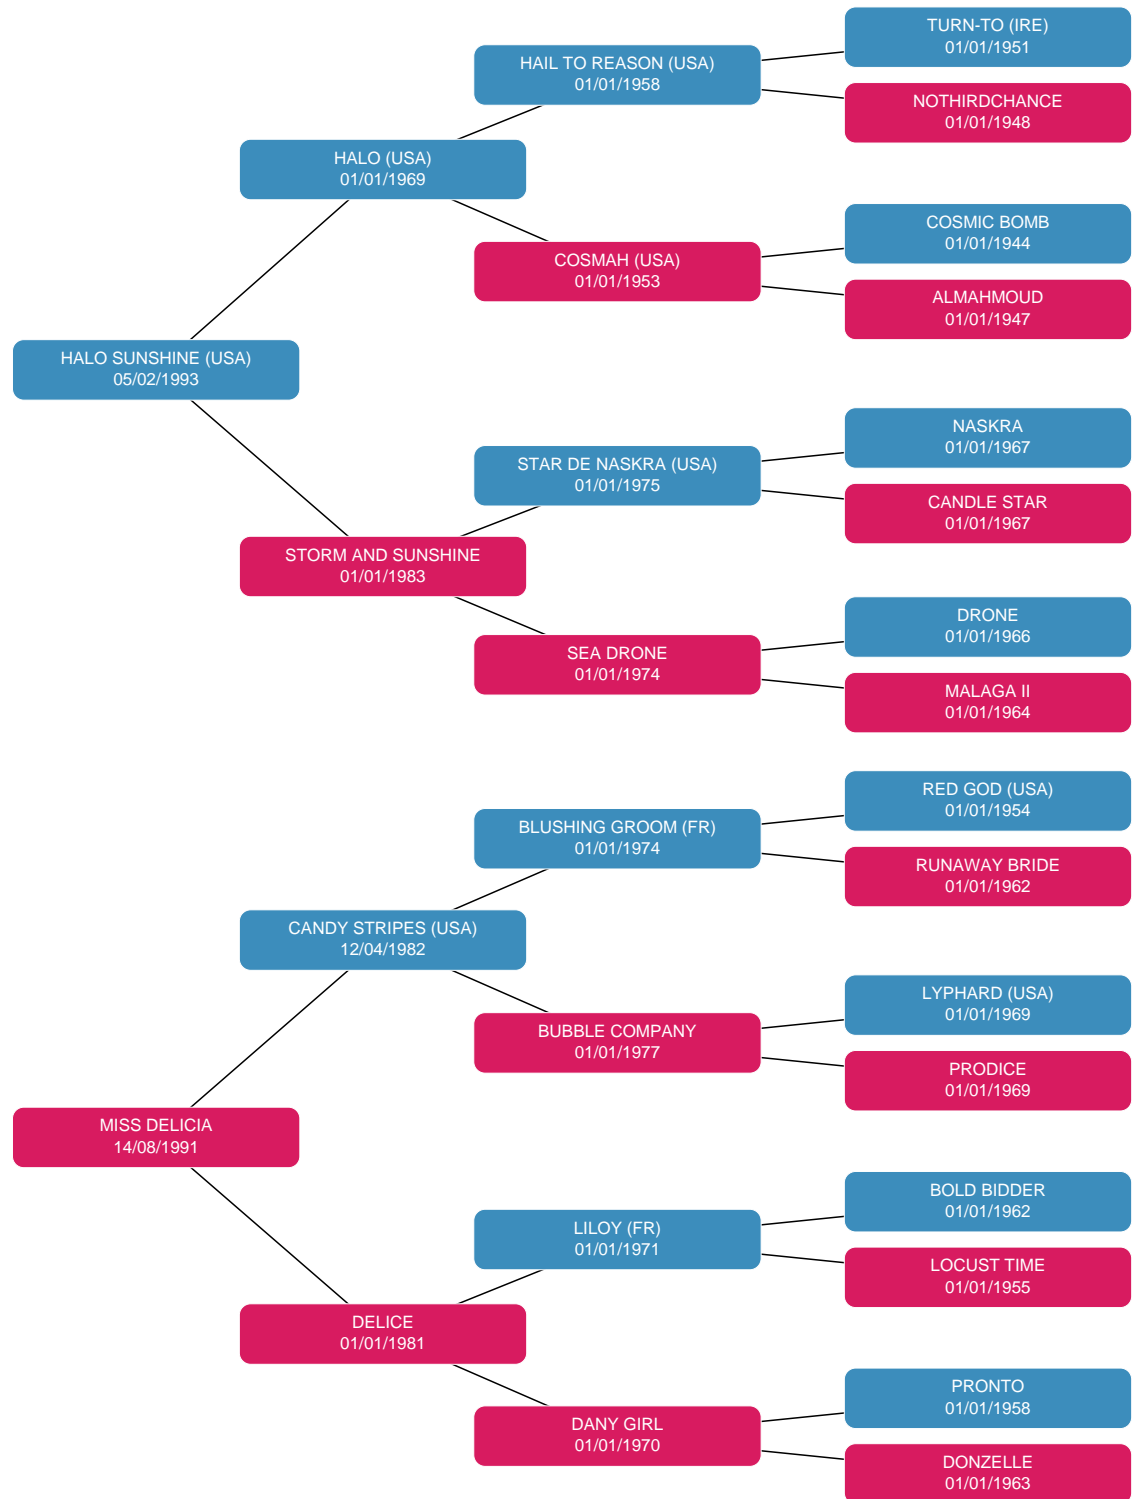 TURN-TO (IRE)
01/01/1951
HAIL TO REASON (USA)
01/01/1958
NOTHIRDCHANCE
01/01/1948
HALO (USA)
01/01/1969
COSMIC BOMB
01/01/1944
COSMAH (USA)
01/01/1953
ALMAHMOUD
01/01/1947
HALO SUNSHINE (USA)
05/02/1993
NASKRA
01/01/1967
STAR DE NASKRA (USA)
01/01/1975
CANDLE STAR
01/01/1967
STORM AND SUNSHINE
01/01/1983
DRONE
01/01/1966
SEA DRONE
01/01/1974
MALAGA II
01/01/1964
RED GOD (USA)
01/01/1954
BLUSHING GROOM (FR)
01/01/1974
RUNAWAY BRIDE
01/01/1962
CANDY STRIPES (USA)
12/04/1982
LYPHARD (USA)
01/01/1969
BUBBLE COMPANY
01/01/1977
PRODICE
01/01/1969
MISS DELICIA
14/08/1991
BOLD BIDDER
01/01/1962
LILOY (FR)
01/01/1971
LOCUST TIME
01/01/1955
DELICE
01/01/1981
PRONTO
01/01/1958
DANY GIRL
01/01/1970
DONZELLE
01/01/1963